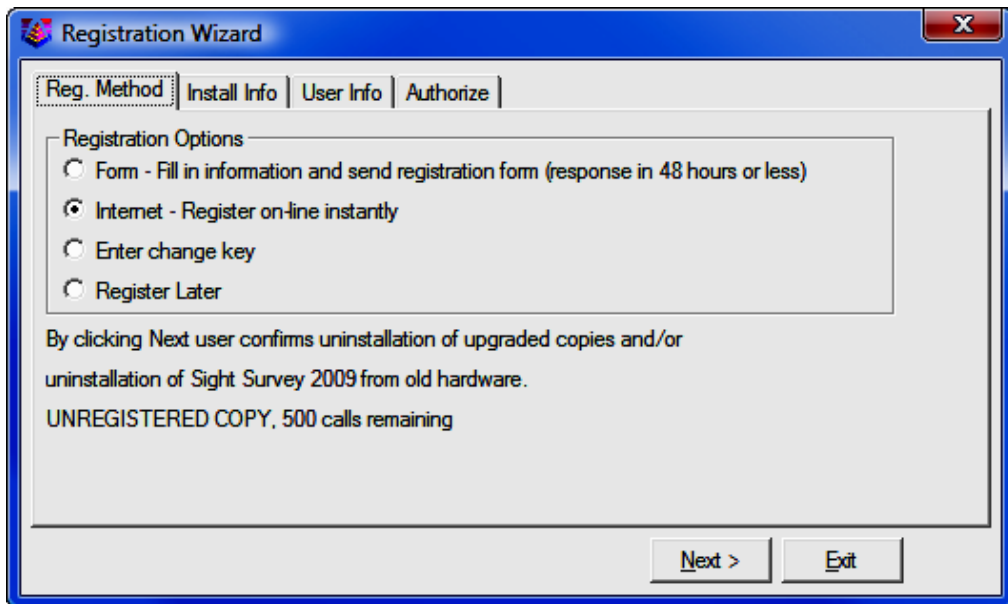 Registration Wizard
X
Reg. Method
Install Info
User Info
Authorize
Registration Options
Form - Fill in information and send registration form (response in 48 hours or less)
Internet - Register on-line instantly
Enter change key
Register Later
By clicking Next user confirms uninstallation of upgraded copies and/or
uninstallation of Sight Survey 2009 from old hardware.
UNREGISTERED COPY, 500 calls remaining
Next >
Exit